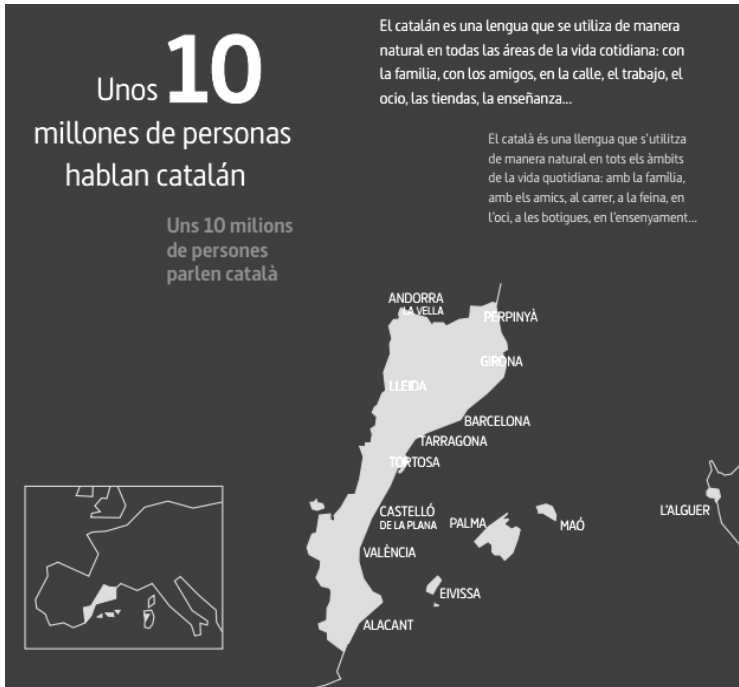 Unos 10
millones de personas
hablan catalán
Uns 10 milions
de persones
parlen català
El catalán es una lengua que se utiliza de manera
natural en todas las áreas de la vida cotidiana: con
la familia, con los amigos, en la calle, el trabajo, el
ocio, las tiendas, la enseñanza...
El català és una llengua que s'utilitza
de manera natural en tots els àmbits
de la vida quotidiana: amb la família,
amb els amics, al carrer, a la feina, en
l'oci, a les botigues, en l'ensenyament...
ANDORRA
LA VELLA
PERPINYÀ
GIRONA
LLEIDA
BARCELONA
TARRAGONA
TORTOSA
CASTELLÓ
DE LA PLANA
PALMA
MAÓ
L'ALGUER
VALÈNCIA
EIVISSA
ALACANT